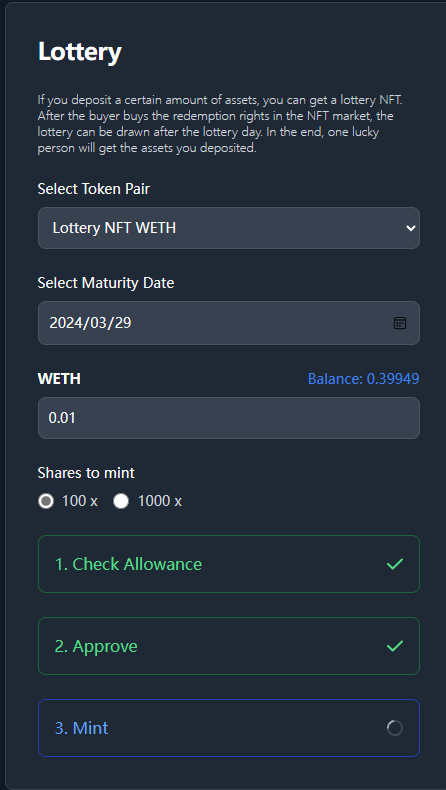 Lottery
If you deposit a certain amount of assets, you can get a lottery NFT.
After the buyer buys the redemption rights in the NFT market, the
lottery can be drawn after the lottery day. In the end, one lucky
person will get the assets you deposited.
Select Token Pair
Lottery NFT WETH
Select Maturity Date
2024/03/29
WETH Balance: 0.39949
0.01
Shares to mint
100 x 1000 x
1. Check Allowance
2. Approve
3. Mint